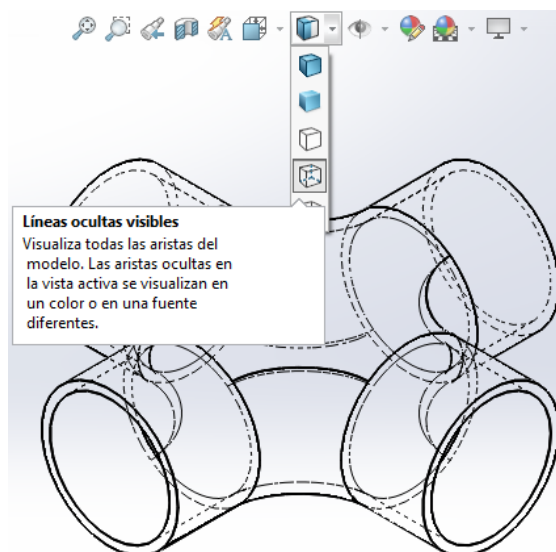 Líneas ocultas visibles
Visualiza todas las aristas del
modelo. Las aristas ocultas en
la vista activa se visualizan en
un color o en una fuente
diferentes.